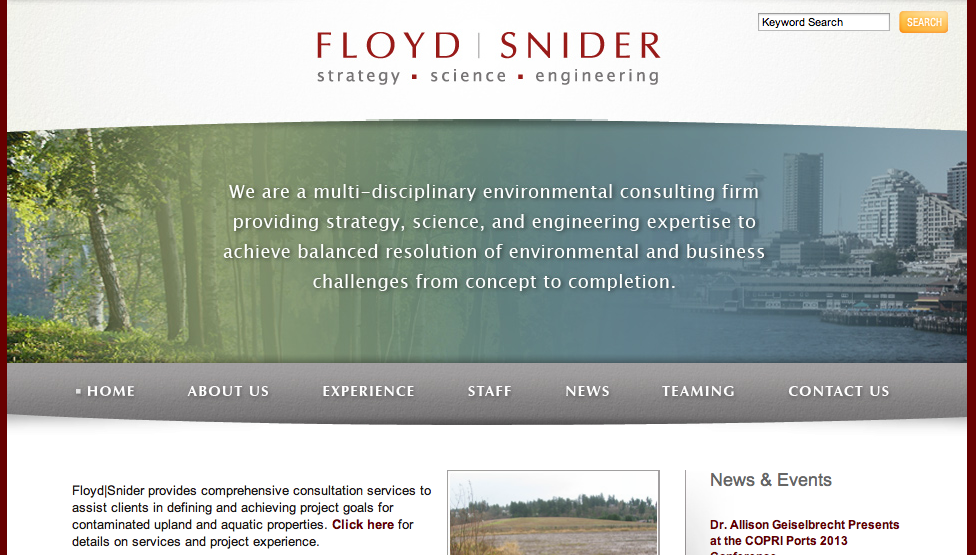 Keyword Search
SEARCH
FLOYD | SNIDER
strategy ▪ science ▪ engineering
We are a multi-disciplinary environmental consulting firm
providing strategy, science, and engineering expertise to
achieve balanced resolution of environmental and business
challenges from concept to completion.
▪ HOME ABOUT US EXPERIENCE STAFF NEWS TEAMING CONTACT US
Floyd|Snider provides comprehensive consultation services to
assist clients in defining and achieving project goals for
contaminated upland and aquatic properties. Click here for
details on services and project experience.
News & Events
Dr. Allison Geiselbrecht Presents
at the COPRI Ports 2013
Conference